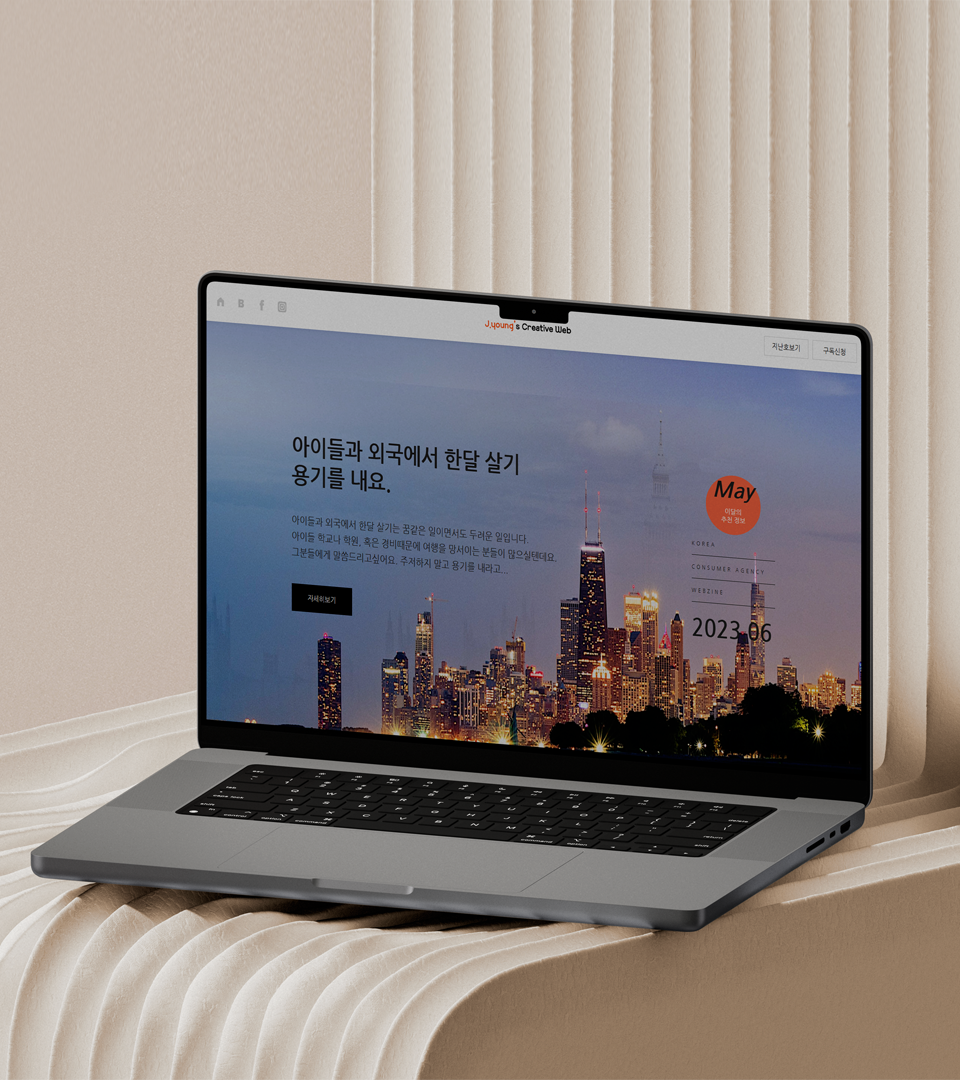 J.young's Creative Web
지난호보기
구독신청
아이들과 외국에서 한달 살기
용기를 내요.
아이들과 외국에서 한달 살기는 꿈같은 일이면서도 두려운 일입니다.
아이들 학교나 학원, 혹은 경비때문에 여행을 망서이는 분들이 많으실텐데요.
그분들에게 말씀드리고싶어요. 주저하지 말고 용기를 내라고...
자세히보기
May
이달의
추천 정보
KOREA
CONSUMER AGENCY
WEBZINE
2023.06